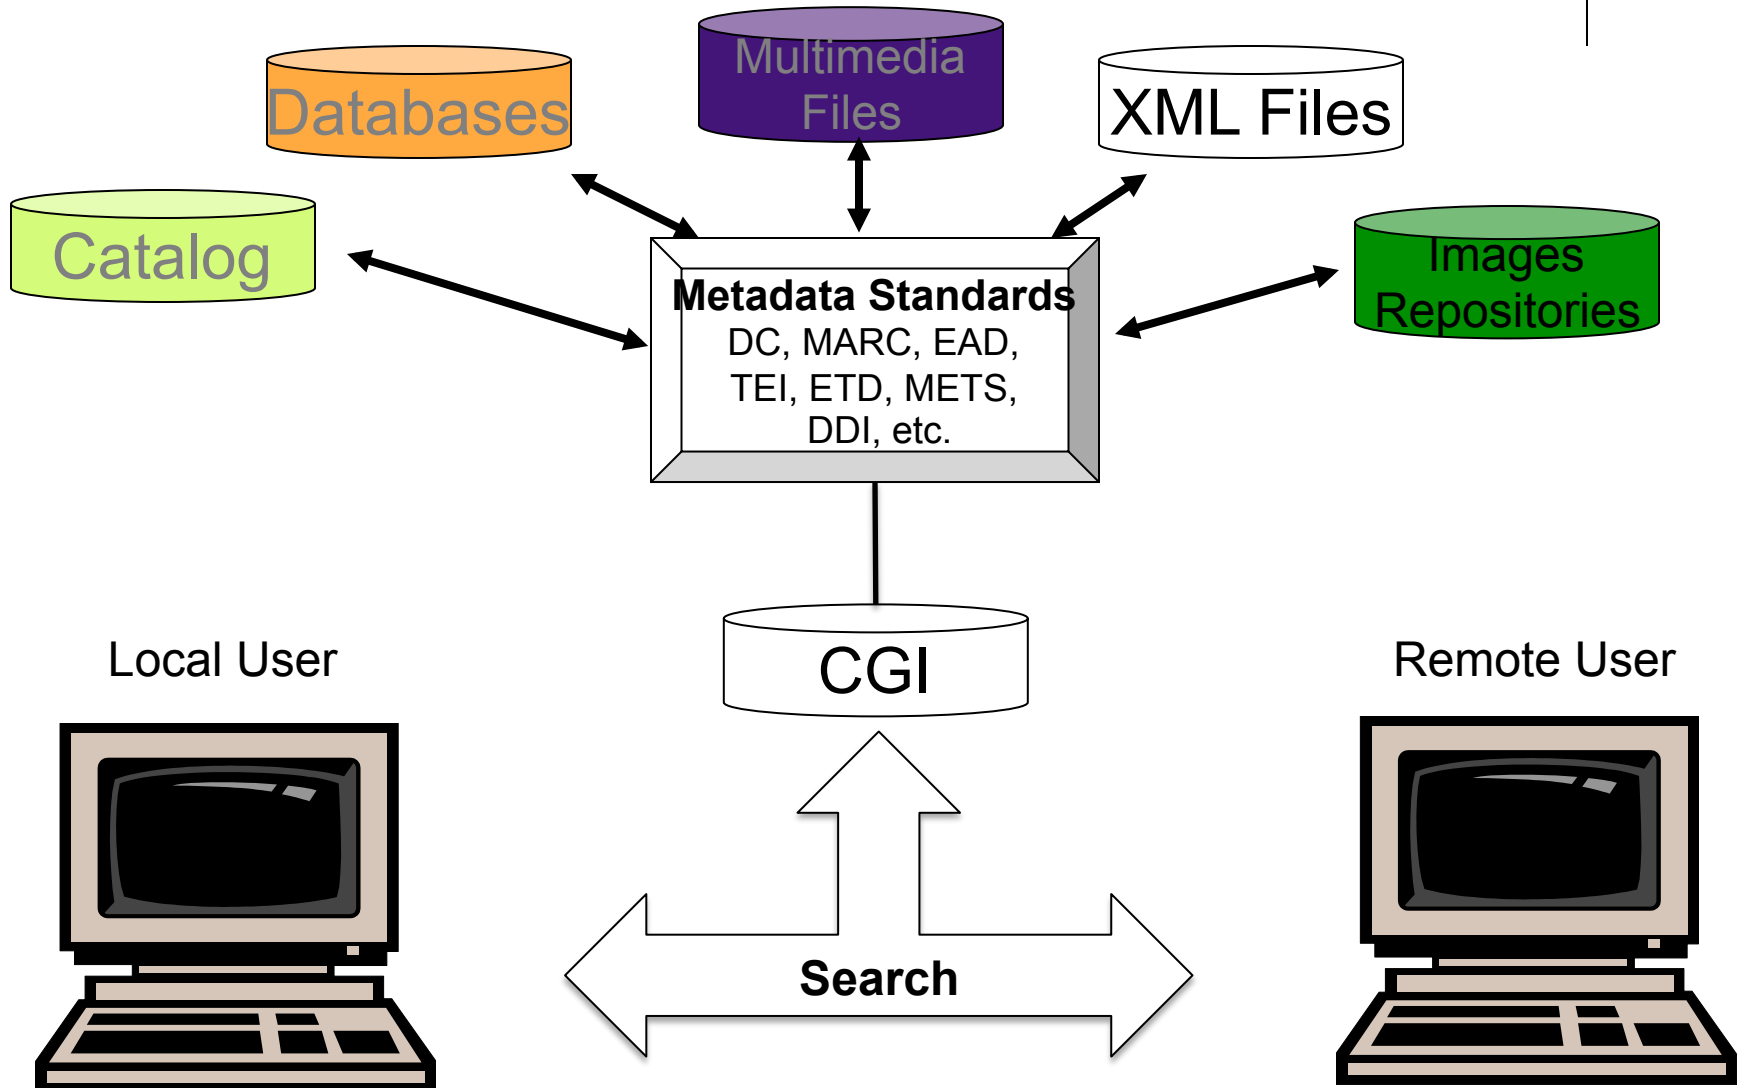 Multimedia
Files
Databases
XML Files
Catalog
Images
Repositories
Metadata Standards
DC, MARC, EAD,
TEI, ETD, METS,
DDI, etc.
Local User
CGI
Remote User
Search